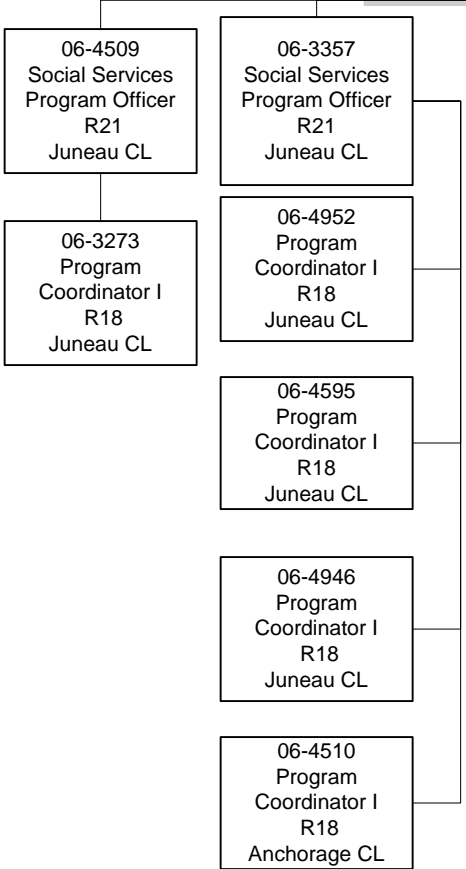 06-4509
Social Services
Program Officer
R21
Juneau CL
06-3273
Program
Coordinator I
R18
Juneau CL
06-3357
Social Services
Program Officer
R21
Juneau CL
06-4952
Program
Coordinator I
R18
Juneau CL
06-4595
Program
Coordinator I
R18
Juneau CL
06-4946
Program
Coordinator I
R18
Juneau CL
06-4510
Program
Coordinator I
R18
Anchorage CL